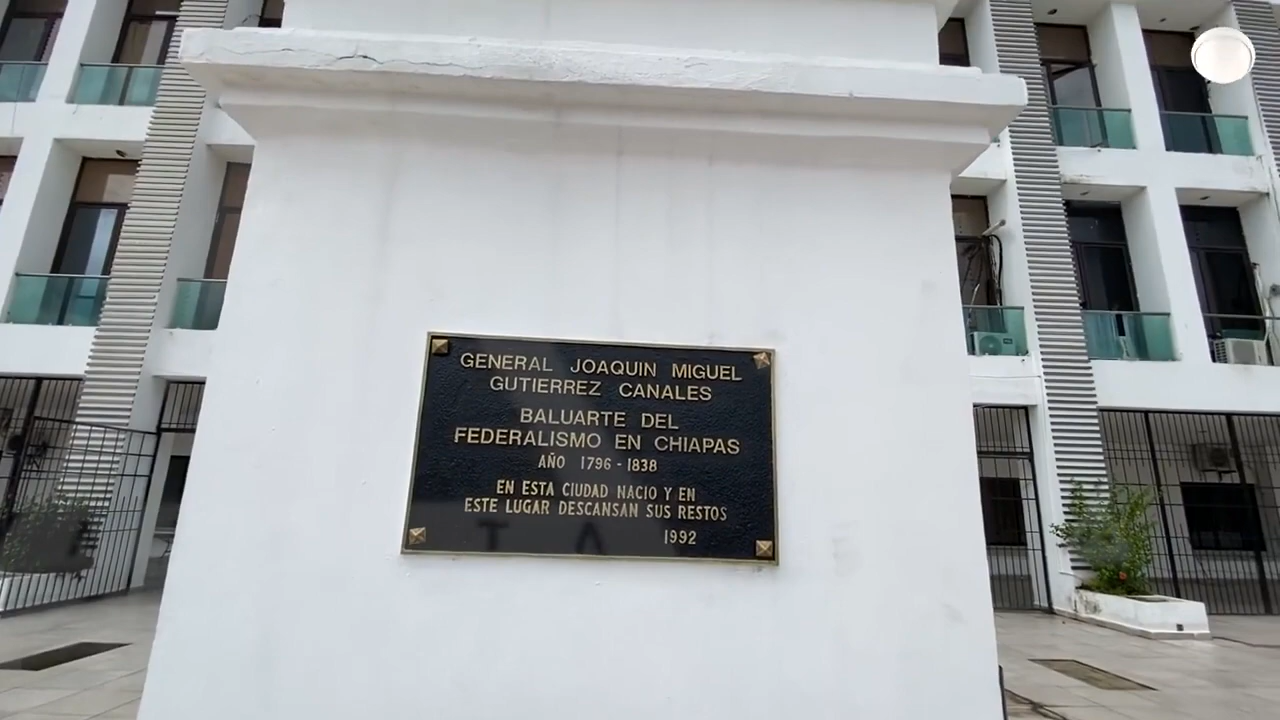 GENERAL JOAQUIN MIGUEL
GUTIERREZ CANALES
BALUARTE DEL
FEDERALISMO EN CHIAPAS
AÑO 1796 - 1838
EN ESTA CIUDAD NACIO Y EN
ESTE LUGAR DESCANSAN SUS RESTOS
1992